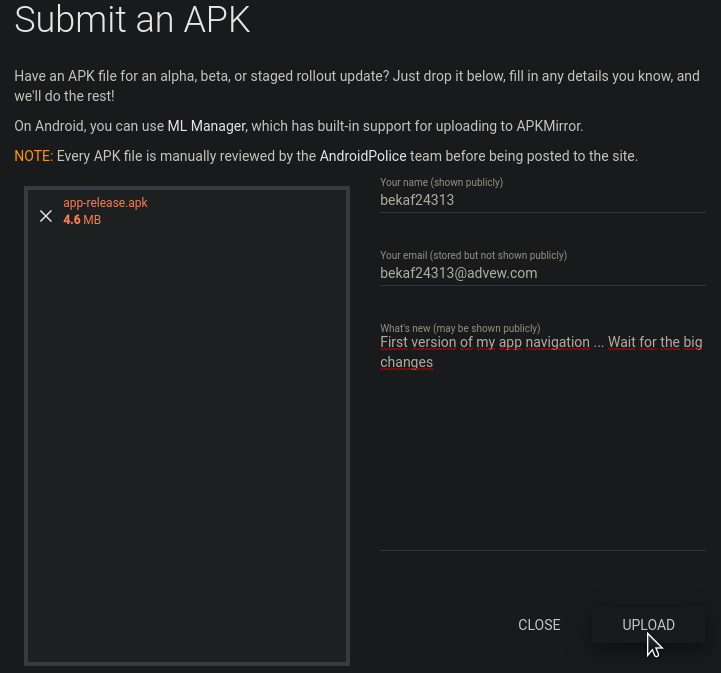 Submit an APK
Have an APK file for an alpha, beta, or staged rollout update? Just drop it below, fill in any details you know, and
we'll do the rest!
On Android, you can use ML Manager, which has built-in support for uploading to APKMirror.
NOTE: Every APK file is manually reviewed by the AndroidPolice team before being posted to the site.
app-release.apk
4.6 MB
Your name (shown publicly)
bekaf24313
Your email (stored but not shown publicly)
bekaf24313@advew.com
What's new (may be shown publicly)
First version of my app navigation ... Wait for the big
changes
CLOSE
UPLOAD